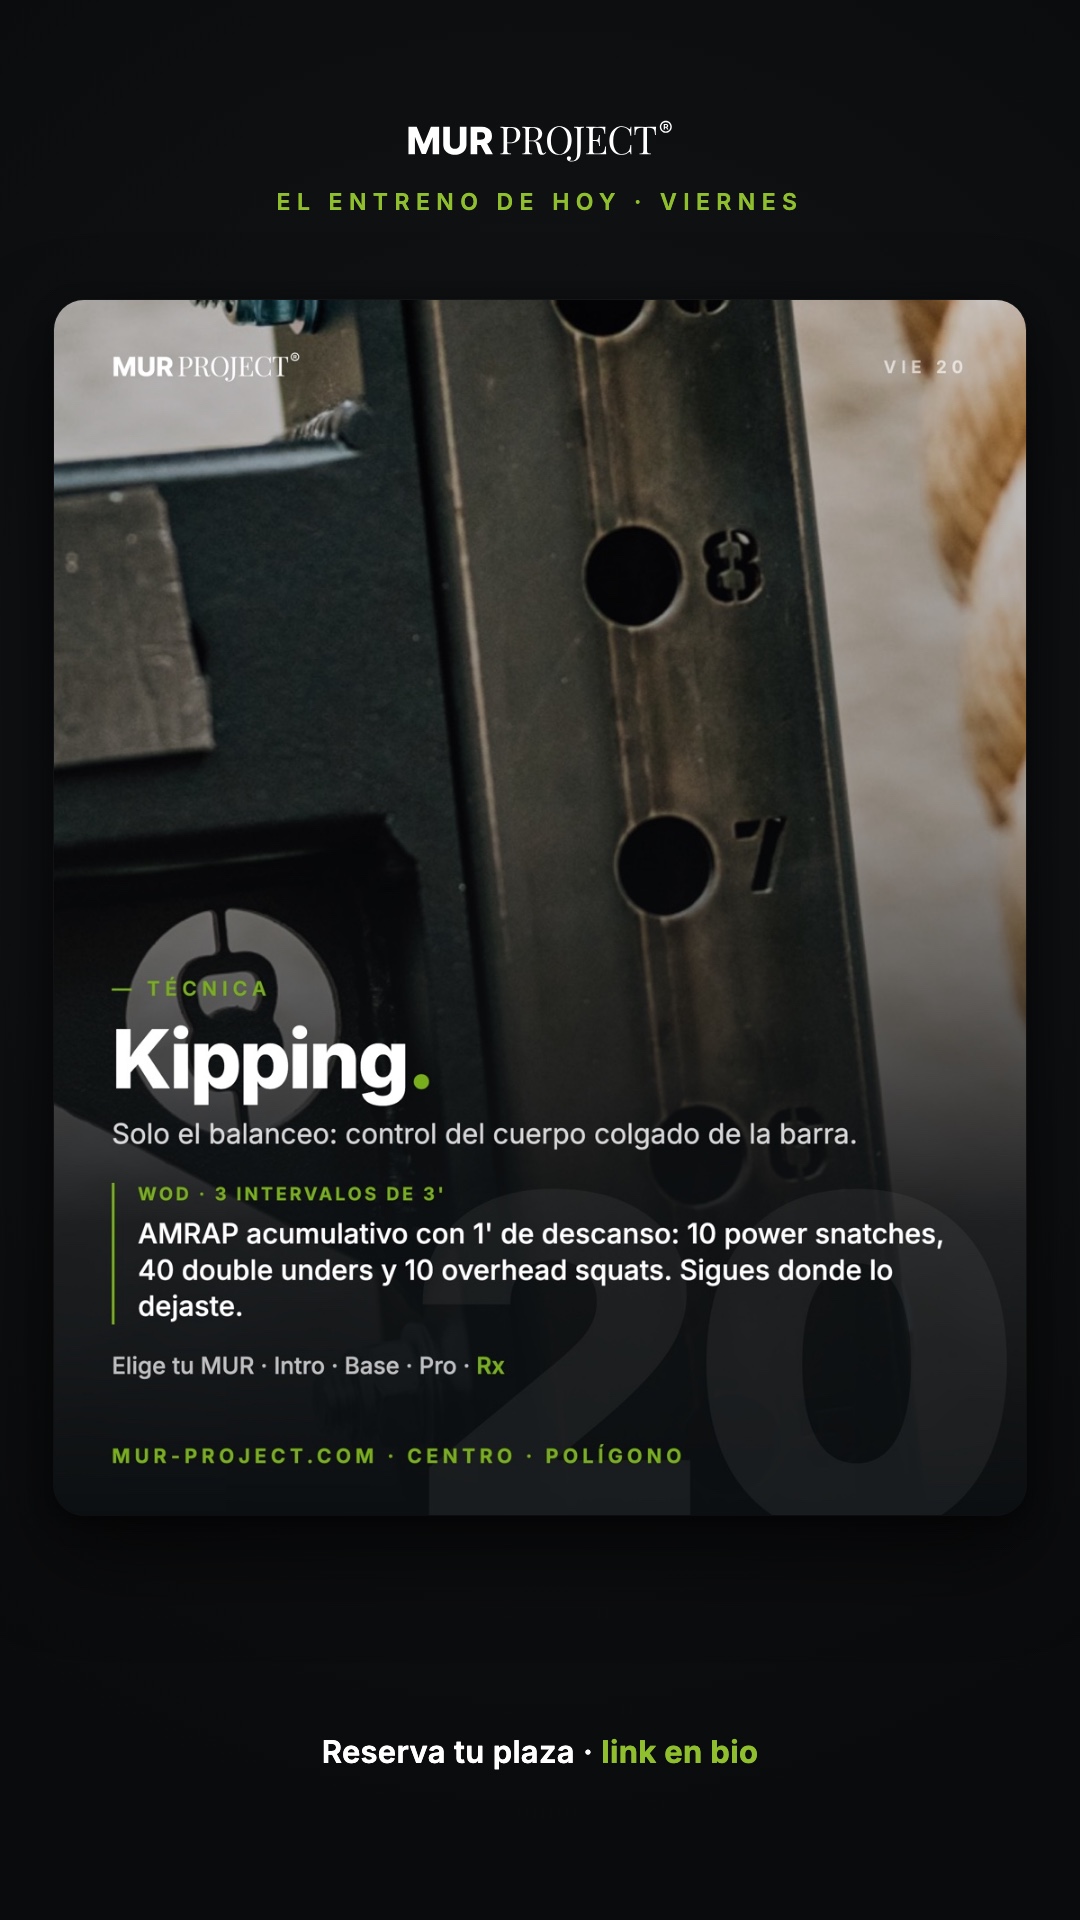 MUR PROJECT®
EL ENTRENO DE HOY · VIERNES
MUR PROJECT®
VIE 20
8
7
6
— TÉCNICA
Kipping.
Solo el balanceo: control del cuerpo colgado de la barra.
WOD · 3 INTERVALOS DE 3'
AMRAP acumulativo con 1' de descanso: 10 power snatches,
40 double unders y 10 overhead squats. Sigues donde lo
dejaste.
20
Elige tu MUR · Intro · Base · Pro · Rx
MUR-PROJECT.COM · CENTRO · POLÍGONO
Reserva tu plaza · link en bio